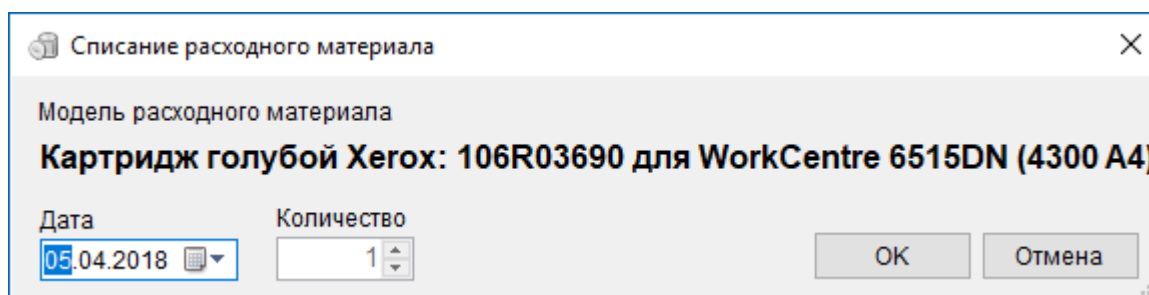 Списание расходного материала
Модель расходного материала
Картридж голубой Xerox: 106R03690 для WorkCentre 6515DN (4300 A4)
Дата
Количество
05.04.2018
1
OK
Отмена